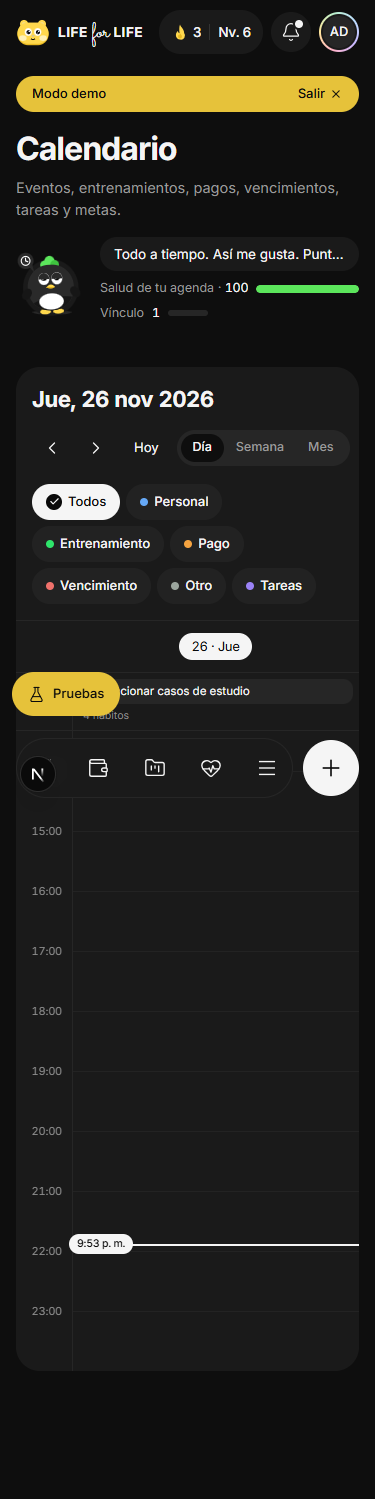 LIFE for LIFE
3
Nv. 6
AD
Modo demo
Salir ×
Calendario
Eventos, entrenamientos, pagos, vencimientos,
tareas y metas.
Todo a tiempo. Así me gusta. Punt...
Salud de tu agenda · 100
Vínculo 1
Jue, 26 nov 2026
Hoy
Día
Semana
Mes
Todos
Personal
Entrenamiento
Pago
Vencimiento
Otro
Tareas
26 · Jue
Pruebas
cionar casos de estudio
4 hábitos
N
15:00
16:00
17:00
18:00
19:00
20:00
21:00
9:53 p. m.
22:00
23:00